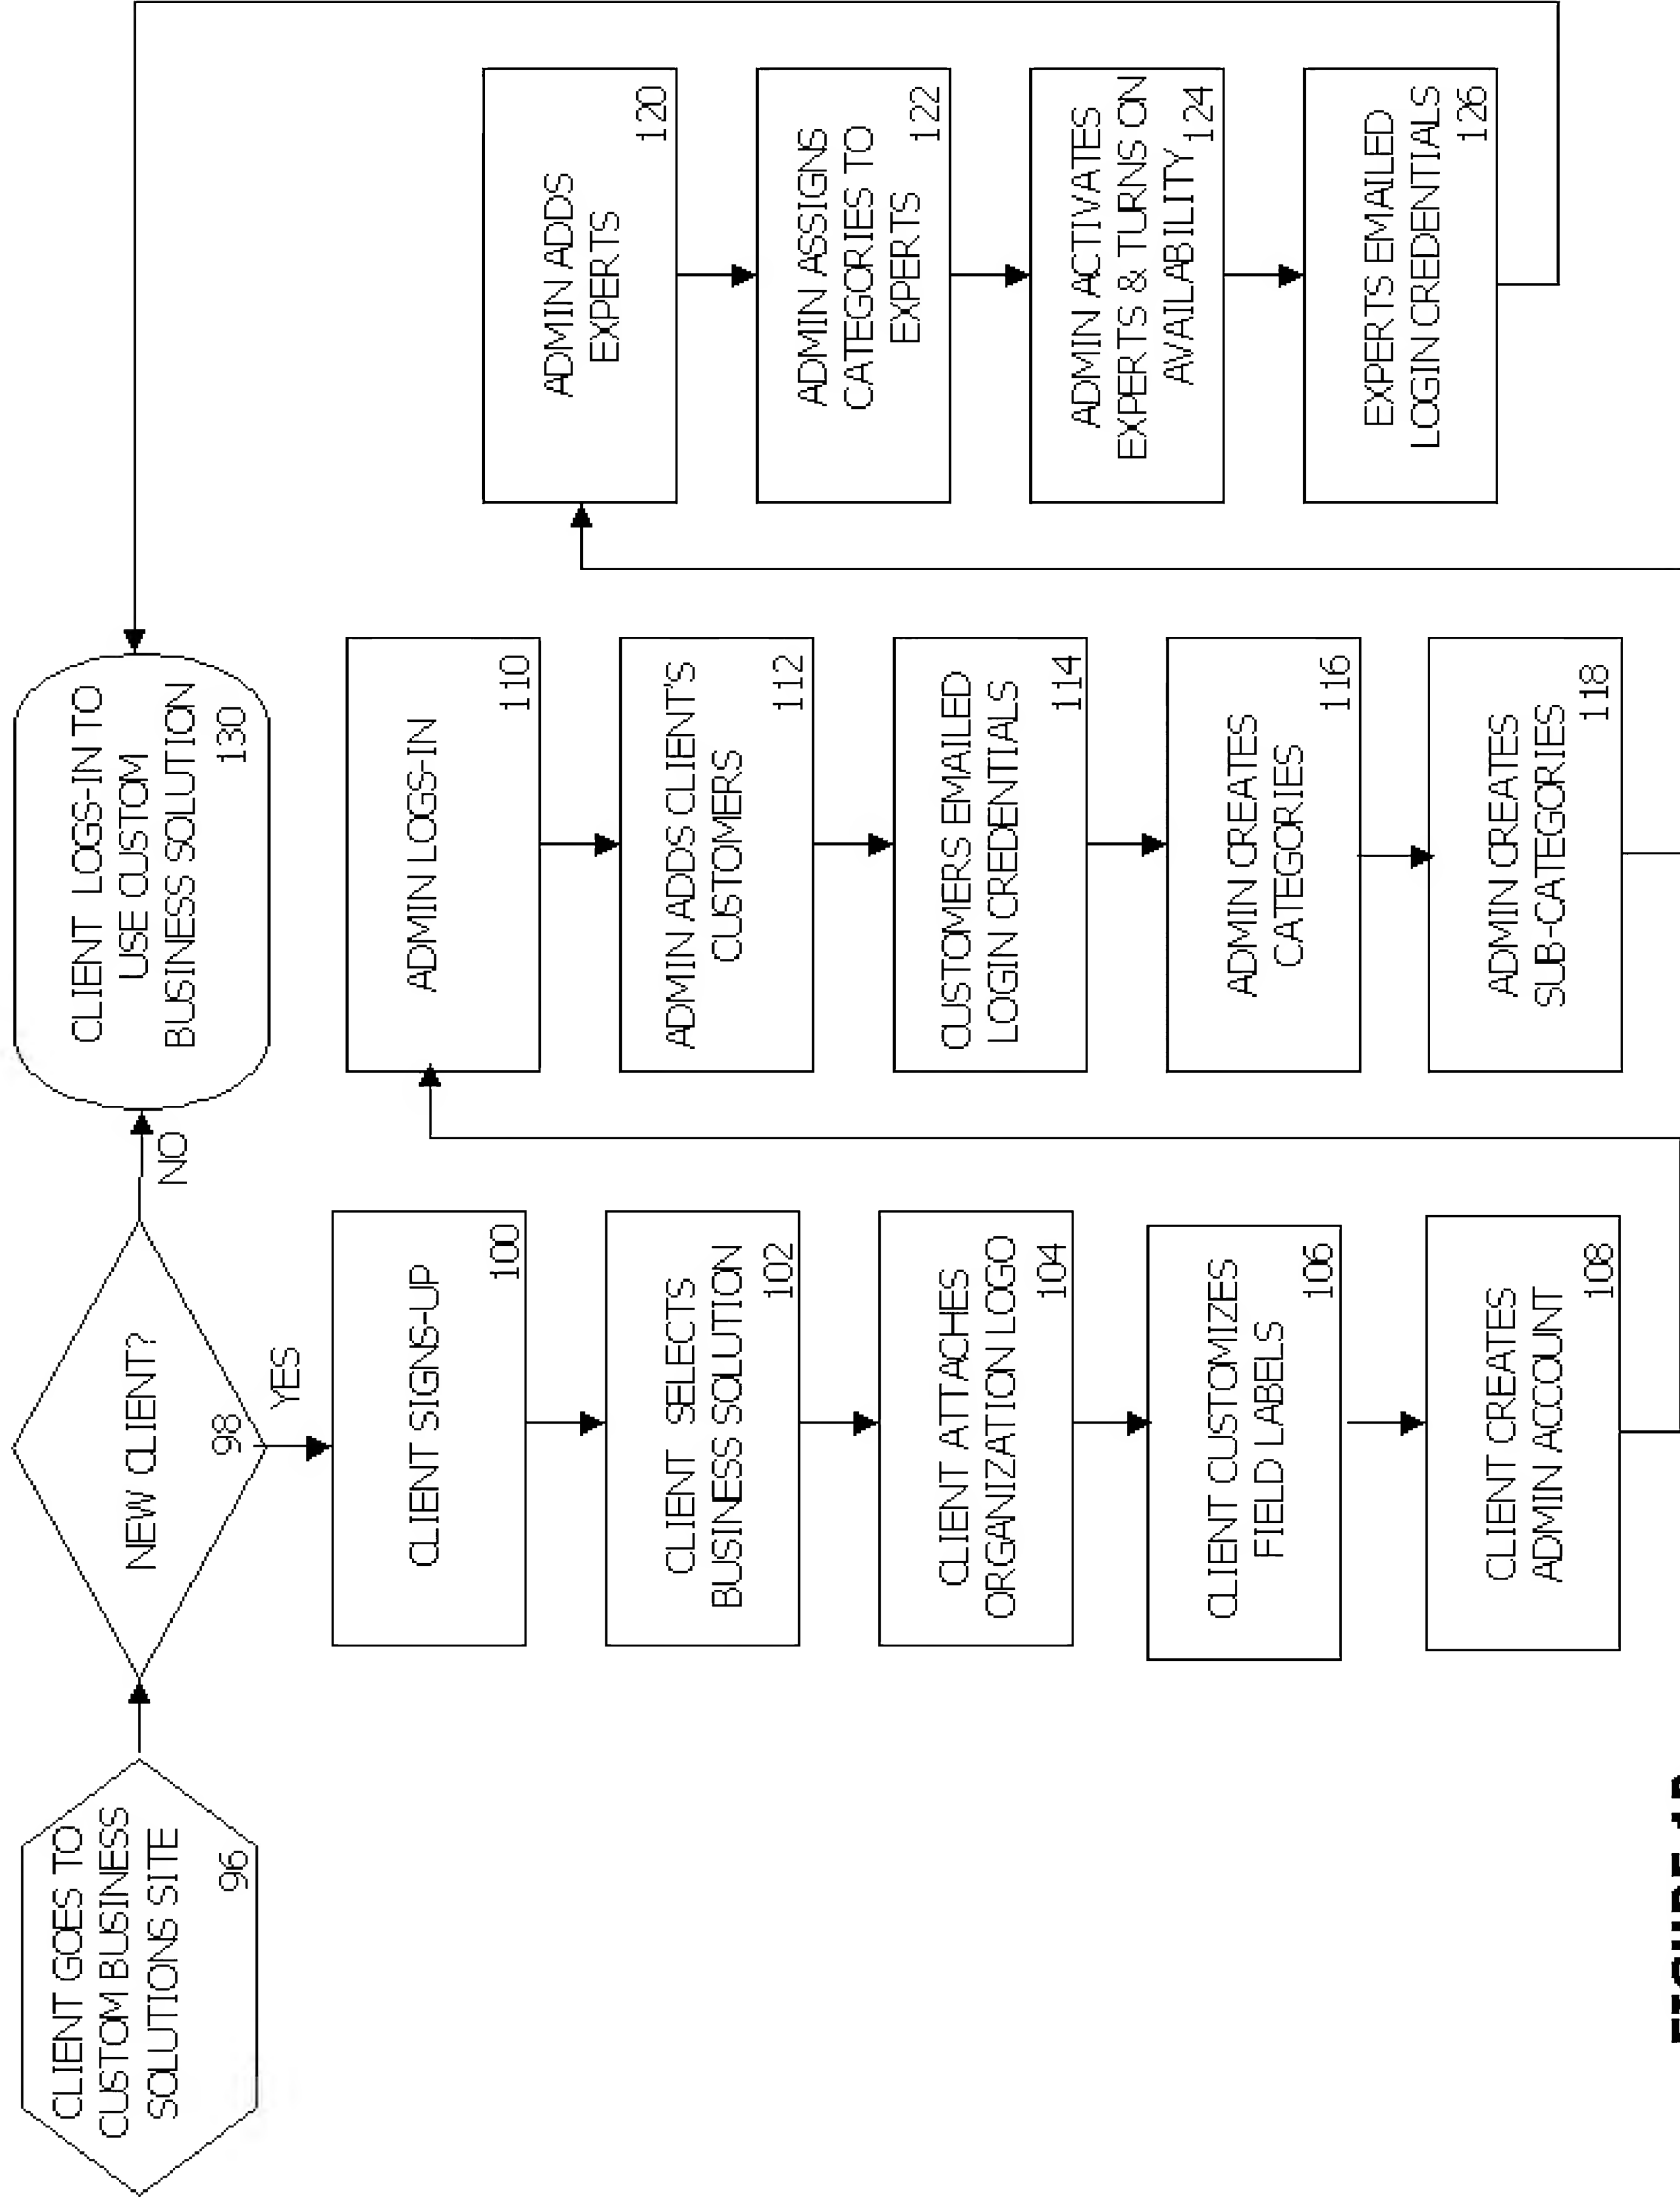 CLIENT GOES TO
CUSTOM BUSINESS
SOLUTIONS SITE
96
NEW CLIENT?
98
YES
NO
CLIENT LOGS-IN TO
USE CUSTOM
BUSINESS SOLUTION
130
CLIENT SIGNS-UP
100
CLIENT SELECTS
BUSINESS SOLUTION
102
CLIENT ATTACHES
ORGANIZATION LOGO
104
CLIENT CUSTOMIZES
FIELD LABELS
106
CLIENT CREATES
ADMIN ACCOUNT
108
ADMIN LOGS-IN
110
ADMIN ADDS CLIENT'S
CUSTOMERS
112
CUSTOMERS EMAILED
LOGIN CREDENTIALS
114
ADMIN CREATES
CATEGORIES
116
ADMIN CREATES
SUB-CATEGORIES
118
ADMIN ADDS
EXPERTS
120
ADMIN ASSIGNS
CATEGORIES TO
EXPERTS
122
ADMIN ACTIVATES
EXPERTS & TURNS ON
AVAILABILITY
124
EXPERTS EMAILED
LOGIN CREDENTIALS
126
FIGURE